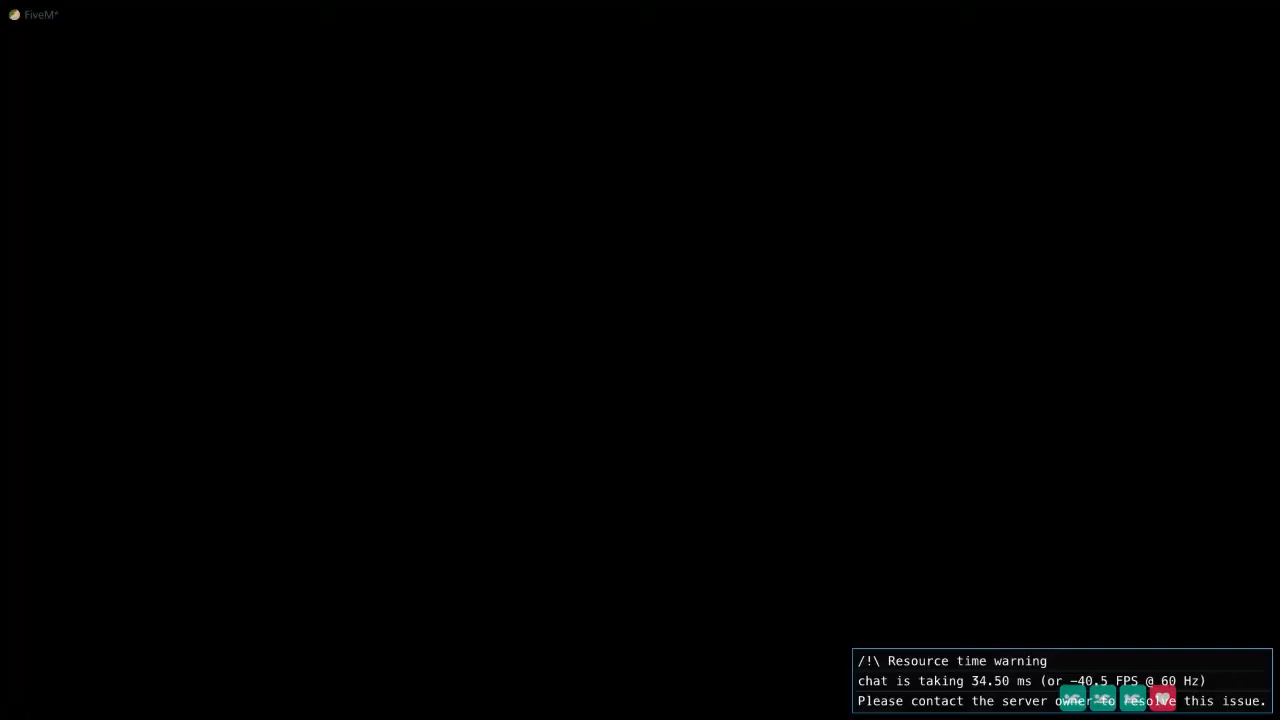 FiveM*
/!\ Resource time warning
chat is taking 34.50 ms (or -40.5 FPS @ 60 Hz)
Please contact the server owner to resolve this issue.